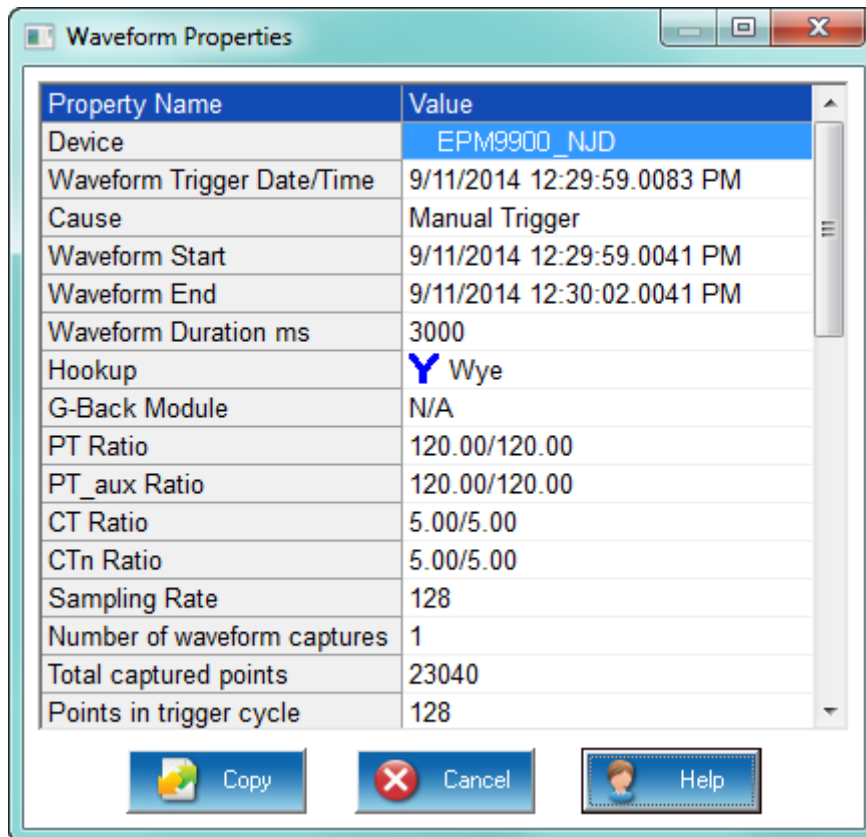 Waveform Properties
Property Name Value
Device EPM9900_NJD
Waveform Trigger Date/Time 9/11/2014 12:29:59.0083 PM
Cause Manual Trigger
Waveform Start 9/11/2014 12:29:59.0041 PM
Waveform End 9/11/2014 12:30:02.0041 PM
Waveform Duration ms 3000
Hookup Y Wye
G-Back Module N/A
PT Ratio 120.00/120.00
PT_aux Ratio 120.00/120.00
CT Ratio 5.00/5.00
CTn Ratio 5.00/5.00
Sampling Rate 128
Number of waveform captures 1
Total captured points 23040
Points in trigger cycle 128
Copy Cancel Help